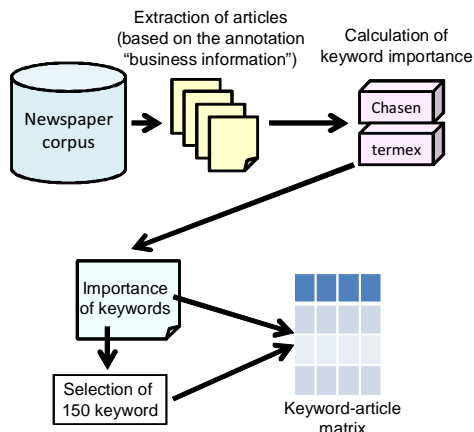 Extraction of articles
(based on the annotation
“business information”)
Calculation of
keyword importance
Newspaper
corpus
Chasen
termex
Importance
of keywords
Selection of
150 keyword
Keyword-article
matrix